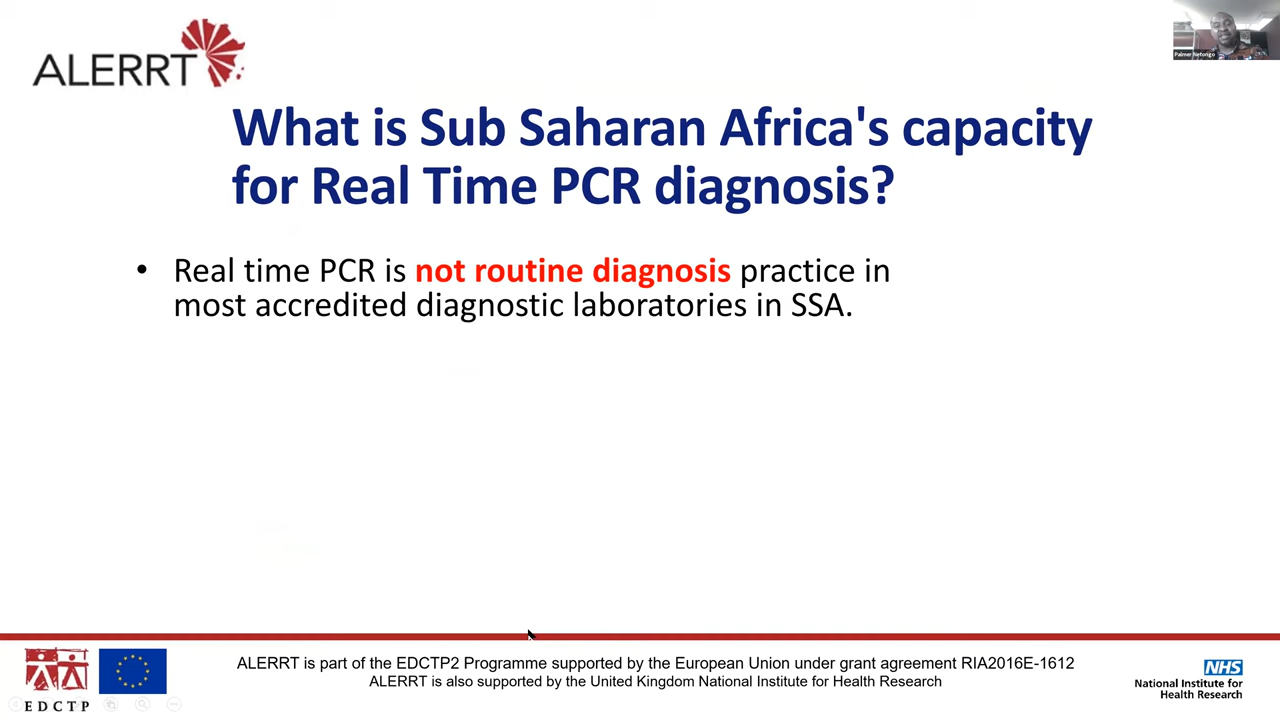 ALERRT
Palmer Netongo
What is Sub Saharan Africa's capacity
for Real Time PCR diagnosis?
• Real time PCR is not routine diagnosis practice in
most accredited diagnostic laboratories in SSA.
EDCTP
ALERRT is part of the EDCTP2 Programme supported by the European Union under grant agreement RIA2016E-1612
ALERRT is also supported by the United Kingdom National Institute for Health Research
NHS
National Institute for
Health Research